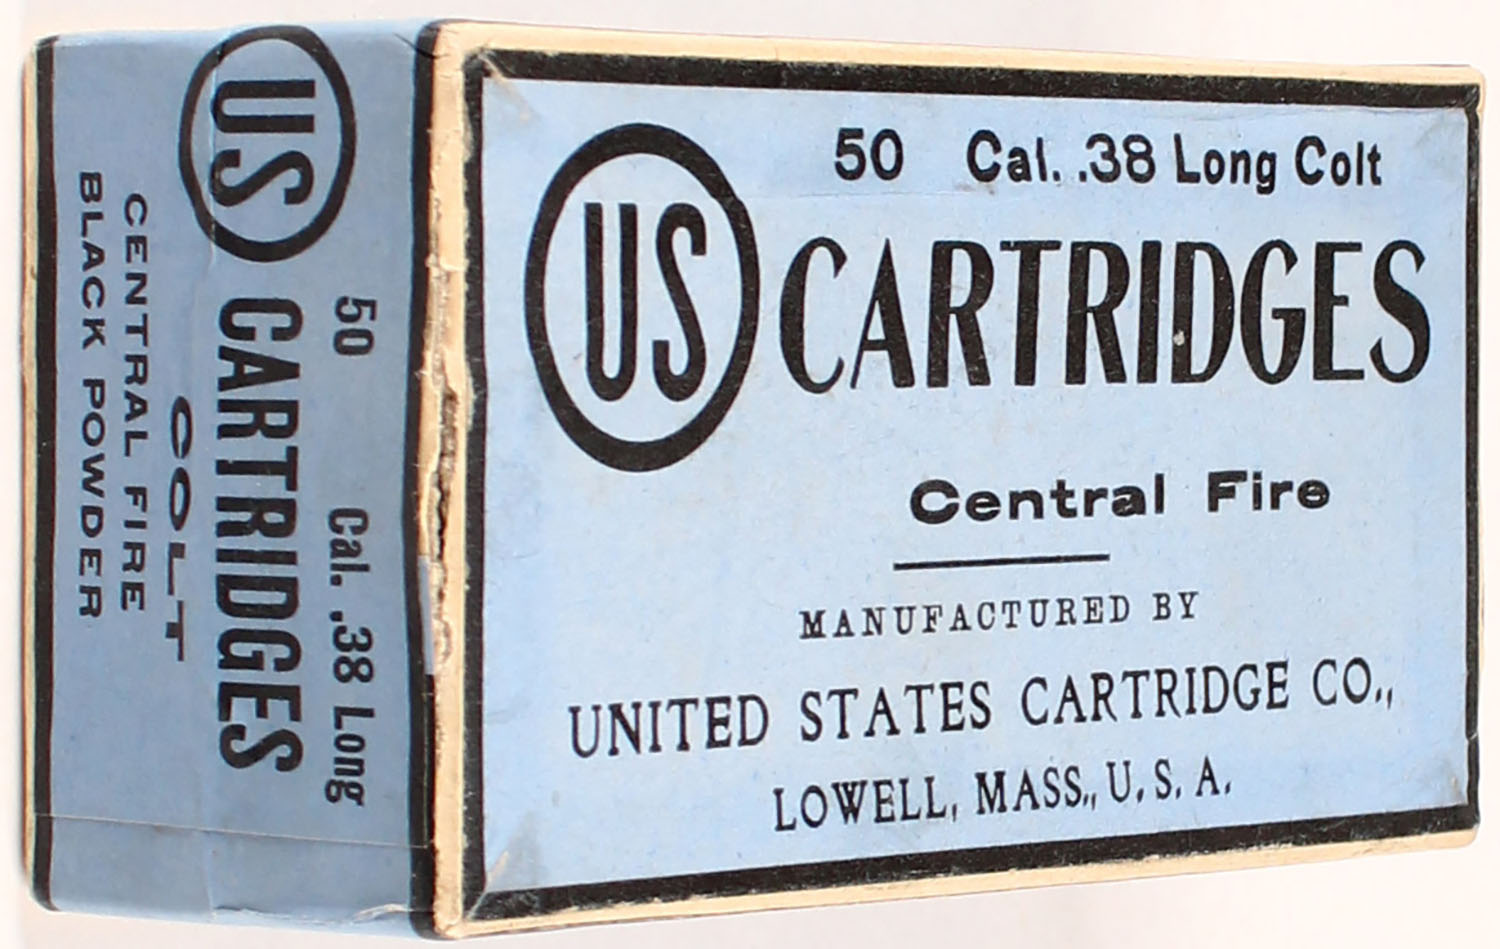 50 Cal. .38 Long Colt
US CARTRIDGES
Central Fire
MANUFACTURED BY
UNITED STATES CARTRIDGE CO.,
LOWELL, MASS., U.S.A.
50 Cal. .38 Long
US CARTRIDGES
COLT
CENTRAL FIRE
BLACK POWDER